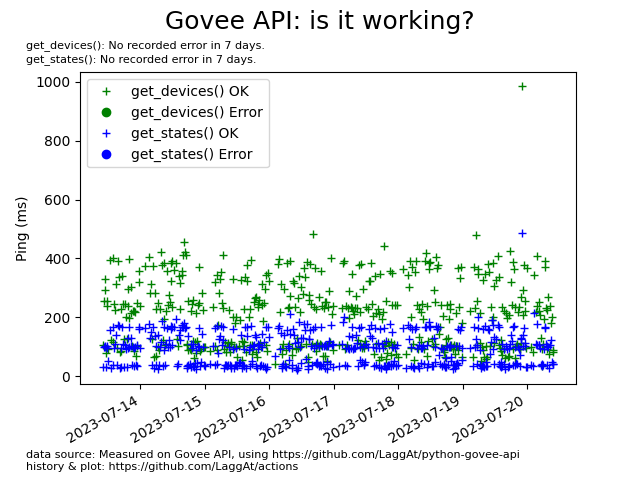 Govee API: is it working?
get_devices(): No recorded error in 7 days.
get_states(): No recorded error in 7 days.
get_devices() OK
get_devices() Error
get_states() OK
get_states() Error
1000
800
600
400
200
0
Ping (ms)
2023-07-14
2023-07-15
2023-07-16
2023-07-17
2023-07-18
2023-07-19
2023-07-20
data source: Measured on Govee API, using https://github.com/LaggAt/python-govee-api
history & plot: https://github.com/LaggAt/actions